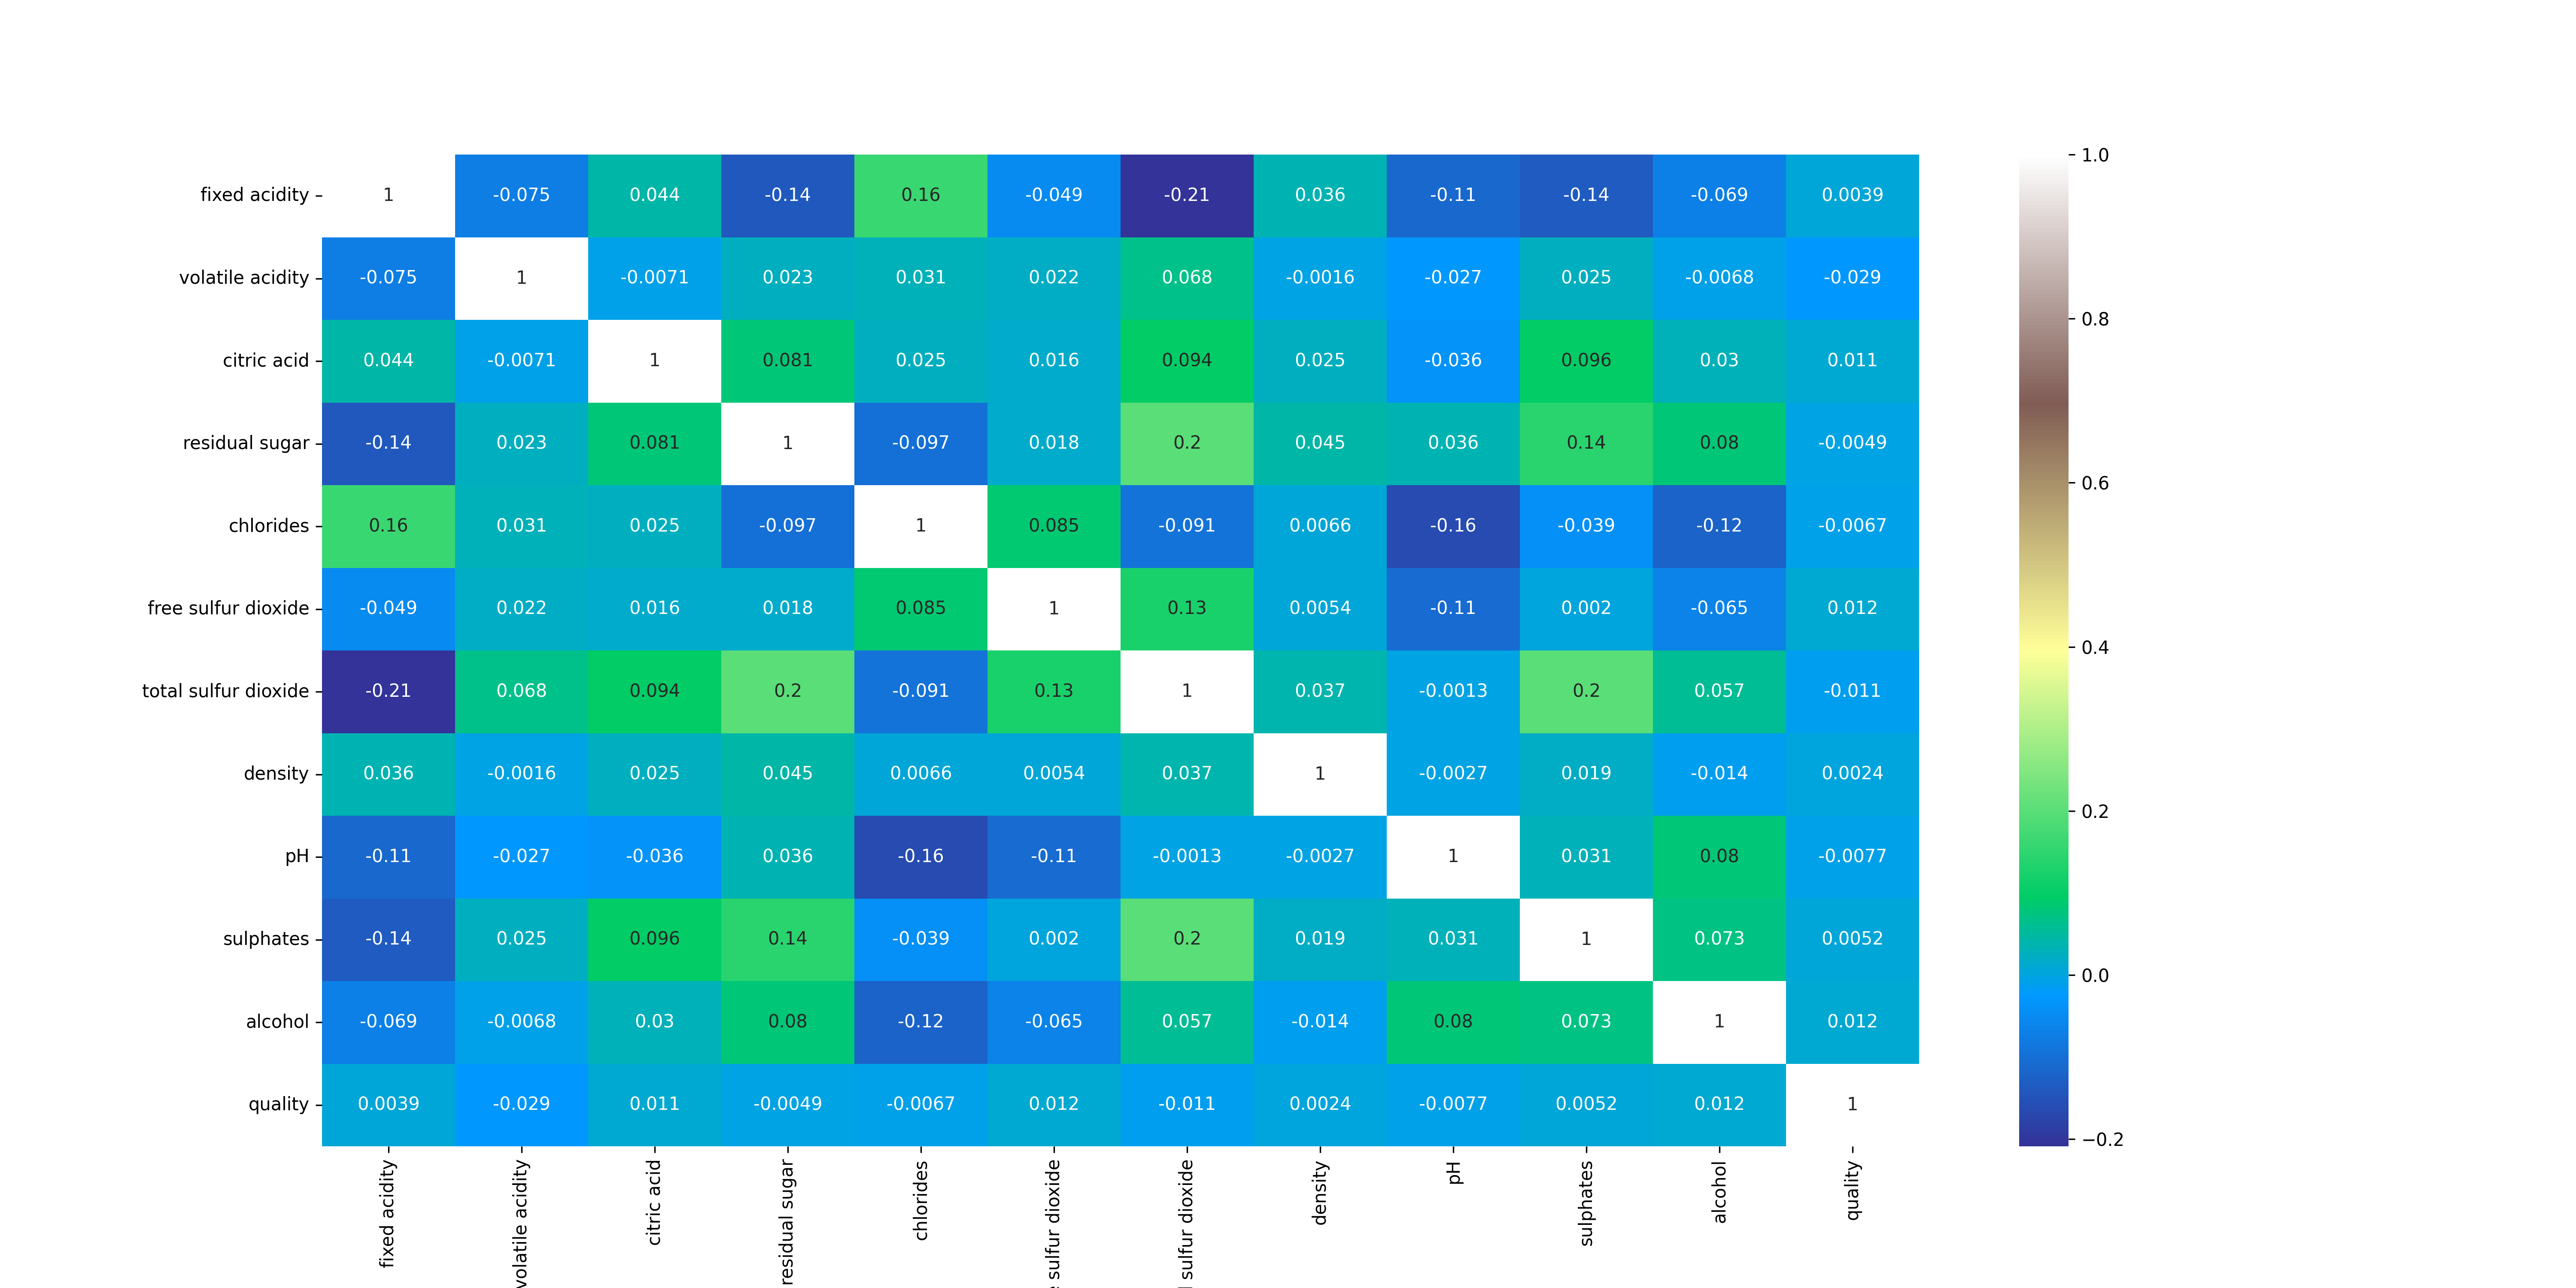 1.0
fixed acidity 1 -0.075 0.044 -0.14 0.16 -0.049 -0.21 0.036 -0.11 -0.14 -0.069 0.0039
volatile acidity -0.075 1 -0.0071 0.023 0.031 0.022 0.068 -0.0016 -0.027 0.025 -0.0068 -0.029
0.8
citric acid 0.044 -0.0071 1 0.081 0.025 0.016 0.094 0.025 -0.036 0.096 0.03 0.011
residual sugar -0.14 0.023 0.081 1 -0.097 0.018 0.2 0.045 0.036 0.14 0.08 -0.0049
0.6
chlorides 0.16 0.031 0.025 -0.097 1 0.085 -0.091 0.0066 -0.16 -0.039 -0.12 -0.0067
free sulfur dioxide -0.049 0.022 0.016 0.018 0.085 1 0.13 0.0054 -0.11 0.002 -0.065 0.012
0.4
total sulfur dioxide -0.21 0.068 0.094 0.2 -0.091 0.13 1 0.037 -0.0013 0.2 0.057 -0.011
density 0.036 -0.0016 0.025 0.045 0.0066 0.0054 0.037 1 -0.0027 0.019 -0.014 0.0024
0.2
pH -0.11 -0.027 -0.036 0.036 -0.16 -0.11 -0.0013 -0.0027 1 0.031 0.08 -0.0077
sulphates -0.14 0.025 0.096 0.14 -0.039 0.002 0.2 0.019 0.031 1 0.073 0.0052
0.0
alcohol -0.069 -0.0068 0.03 0.08 -0.12 -0.065 0.057 -0.014 0.08 0.073 1 0.012
quality 0.0039 -0.029 0.011 -0.0049 -0.0067 0.012 -0.011 0.0024 -0.0077 0.0052 0.012 1
−0.2
fixed acidity
volatile acidity
citric acid
residual sugar
chlorides
sulfur dioxide
sulfur dioxide
density
pH
sulphates
alcohol
quality